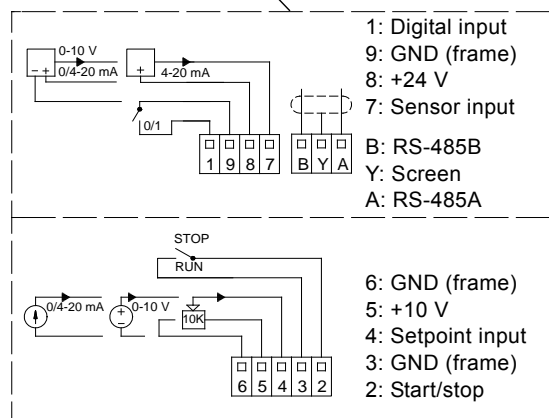 0-10 V
0/4-20 mA
4-20 mA
- +
+
0/1
1 9 8 7
B Y A
1: Digital input
9: GND (frame)
8: +24 V
7: Sensor input
B: RS-485B
Y: Screen
A: RS-485A
STOP
RUN
0/4-20 mA
+
-
0-10 V
10K
6 5 4 3 2
6: GND (frame)
5: +10 V
4: Setpoint input
3: GND (frame)
2: Start/stop